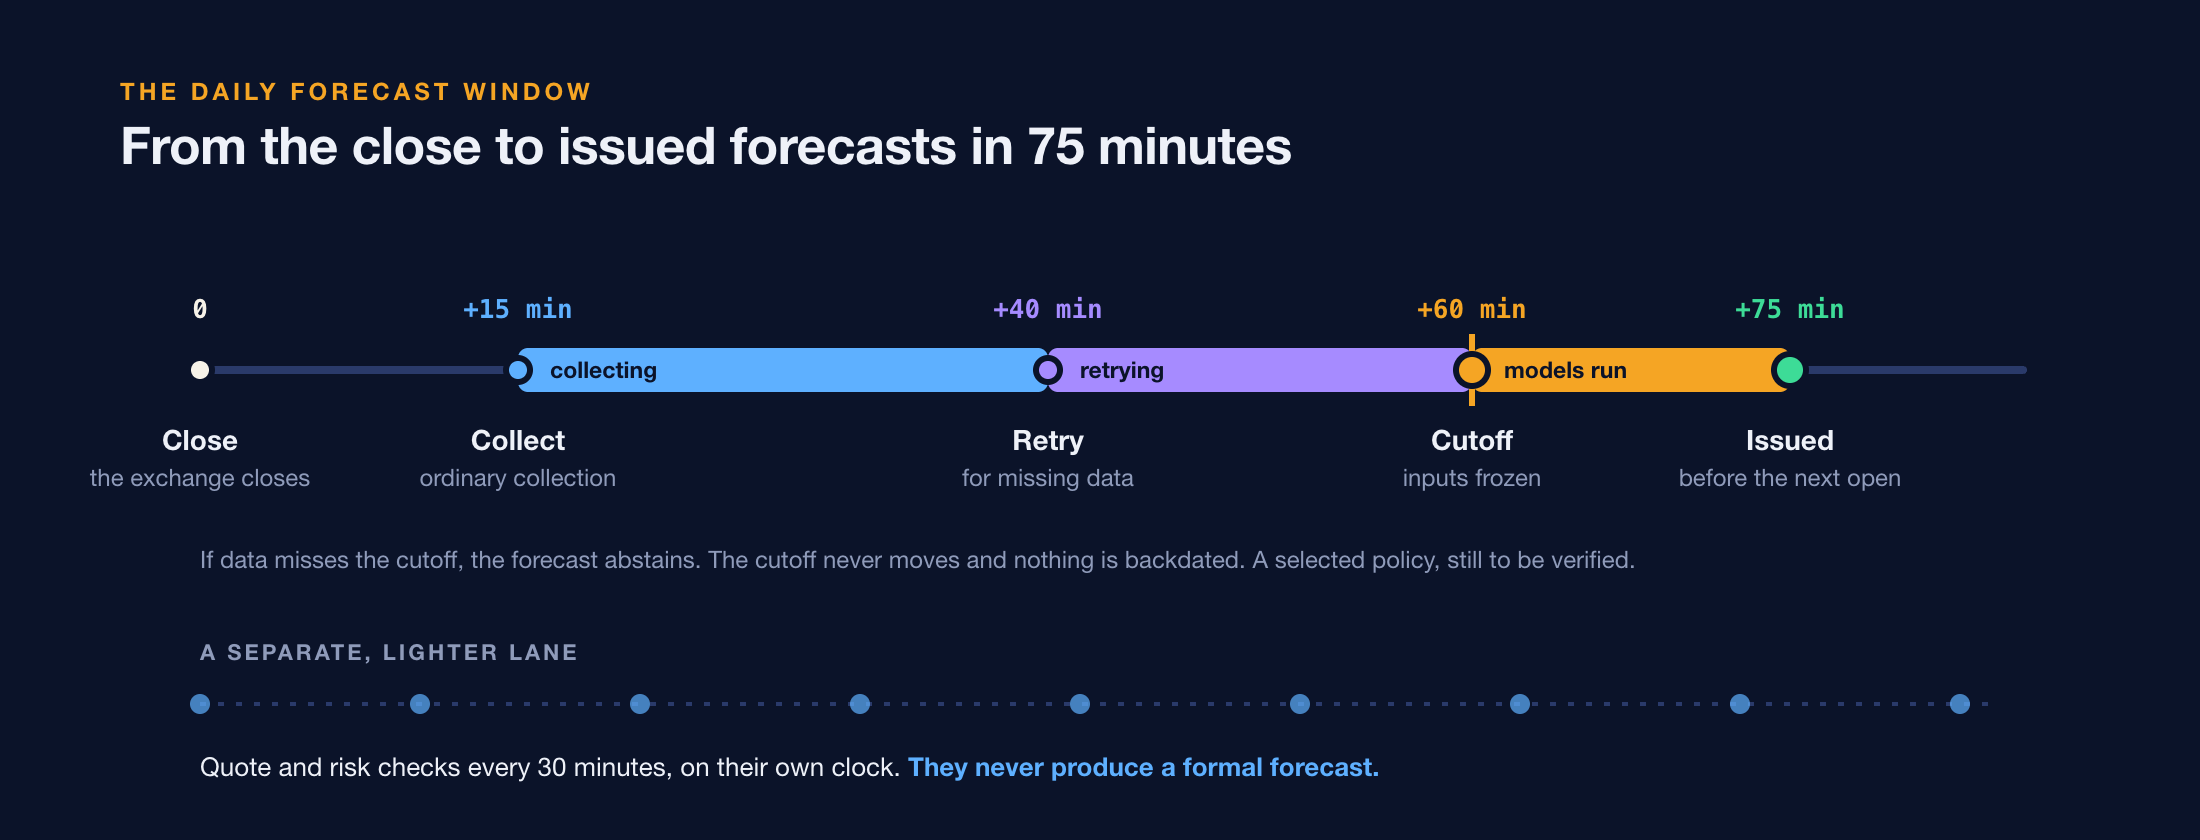 THE DAILY FORECAST WINDOW
From the close to issued forecasts in 75 minutes
0
+15 min
+40 min
+60 min
+75 min
collecting
retrying
models run
Close
Collect
Retry
Cutoff
Issued
the exchange closes
ordinary collection
for missing data
inputs frozen
before the next open
If data misses the cutoff, the forecast abstains. The cutoff never moves and nothing is backdated. A selected policy, still to be verified.
A SEPARATE, LIGHTER LANE
Quote and risk checks every 30 minutes, on their own clock. They never produce a formal forecast.